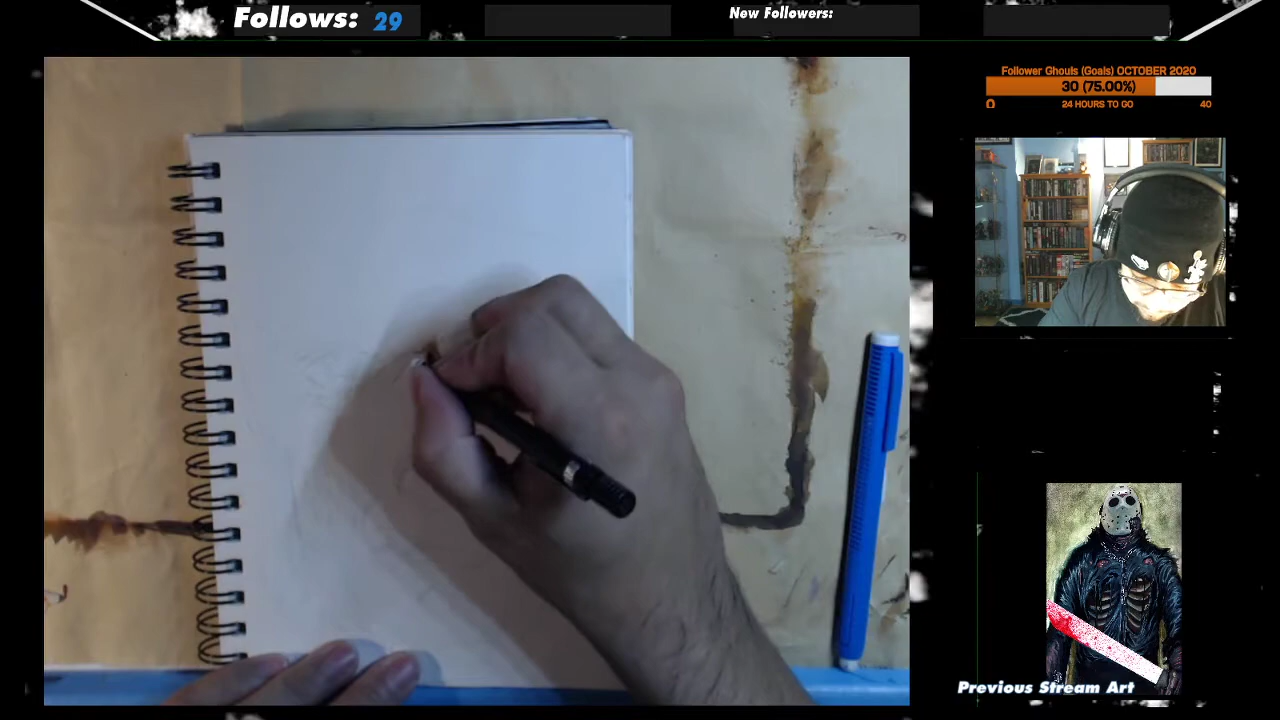 Follows: 29
New Followers:
Follower Ghouls (Goals) OCTOBER 2020
30 (75.00%)
0 24 HOURS TO GO 40
Previous Stream Art